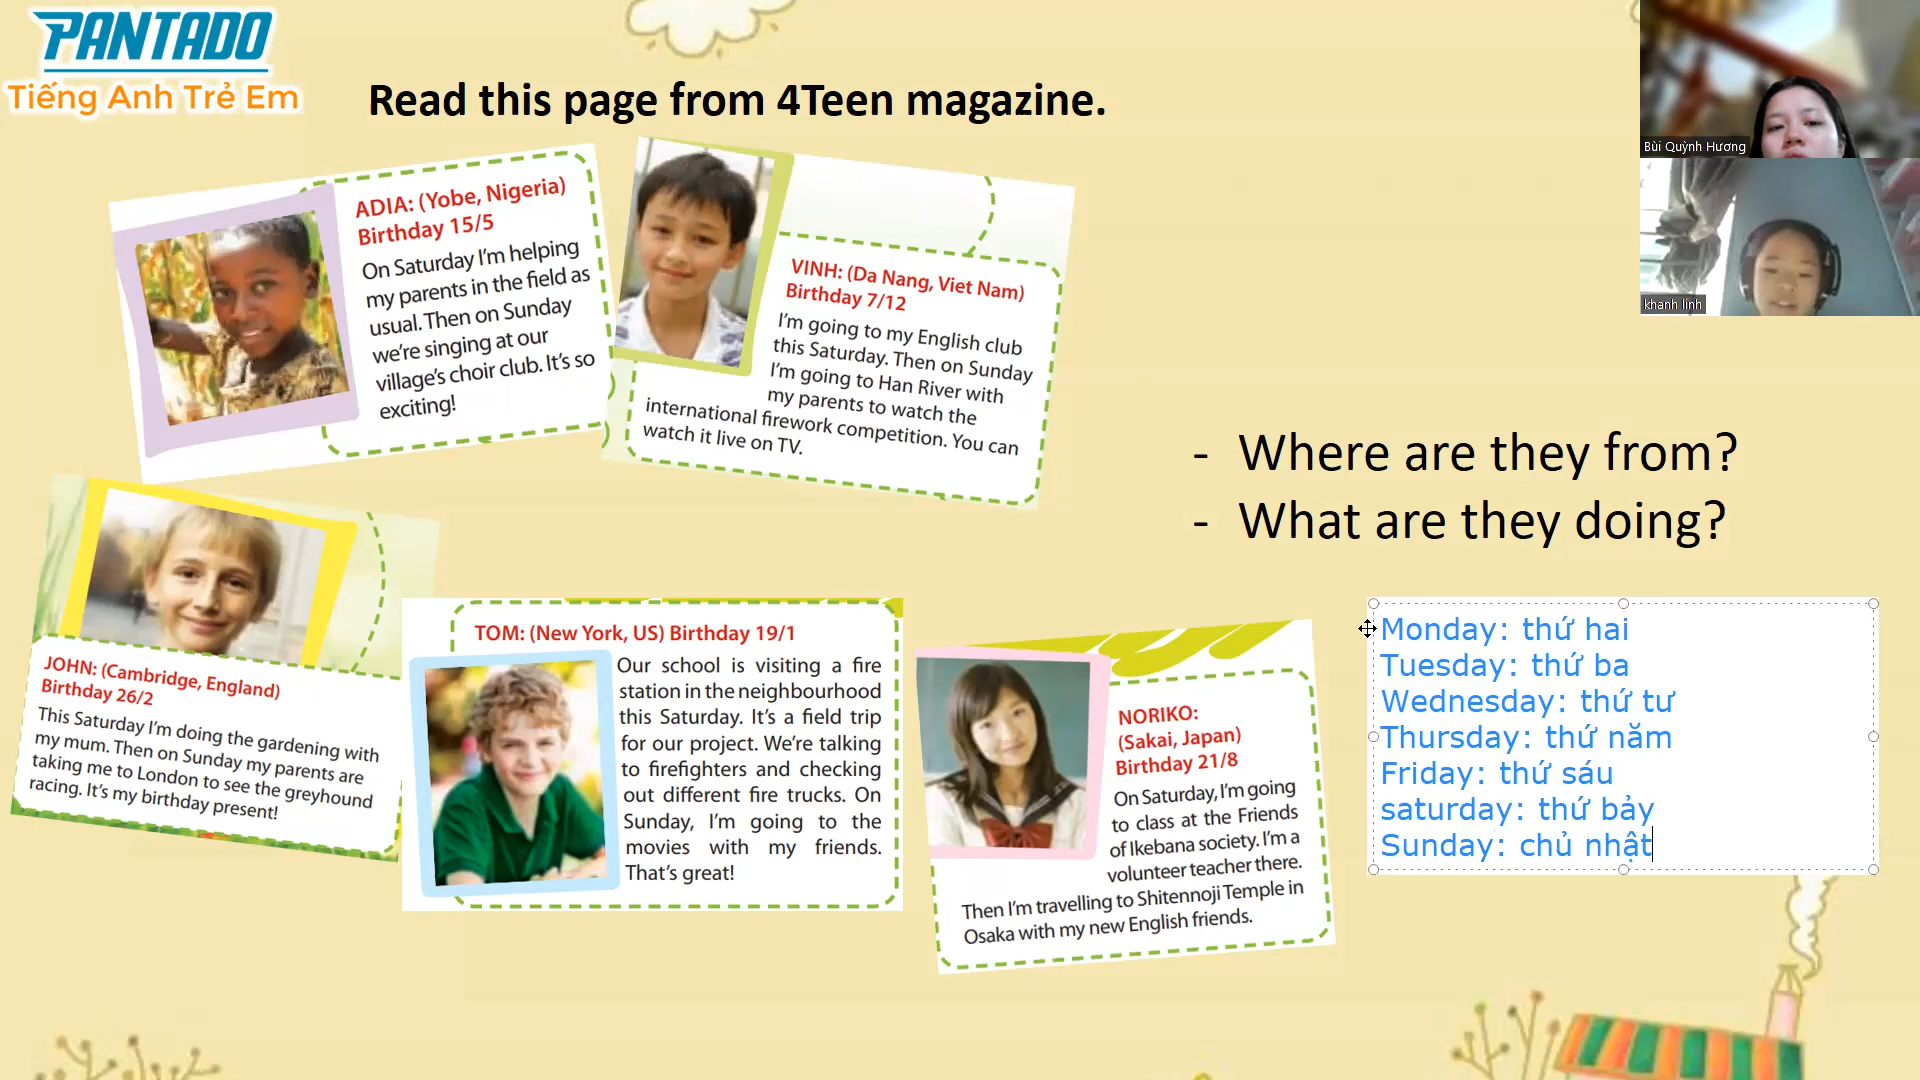 PANTADO
Tiếng Anh Trẻ Em
Read this page from 4Teen magazine.
ADIA: (Yobe, Nigeria)
Birthday 15/5
On Saturday I'm helping
my parents in the field as
usual. Then on Sunday
we're singing at our
village's choir club. It's so
exciting!
VINH: (Da Nang, Viet Nam)
Birthday 7/12
I'm going to my English club
this Saturday. Then on Sunday
I'm going to Han River with
my parents to watch the
international firework competition. You can
watch it live on TV.
JOHN: (Cambridge, England)
Birthday 26/2
This Saturday I'm doing the gardening with
my mum. Then on Sunday my parents are
taking me to London to see the greyhound
racing. It's my birthday present!
TOM: (New York, US) Birthday 19/1
Our school is visiting a fire
station in the neighbourhood
this Saturday. It's a field trip
for our project. We're talking
to firefighters and checking
out different fire trucks. On
Sunday, I'm going to the
movies with my friends.
That's great!
NORIKO:
(Sakai, Japan)
Birthday 21/8
On Saturday, I'm going
to class at the Friends
of Ikebana society. I'm a
volunteer teacher there.
Then I'm travelling to Shitennoji Temple in
Osaka with my new English friends.
- Where are they from?
- What are they doing?
Monday: thứ hai
Tuesday: thứ ba
Wednesday: thứ tư
Thursday: thứ năm
Friday: thứ sáu
saturday: thứ bảy
Sunday: chủ nhật
Bùi Quỳnh Hương
khanh linh